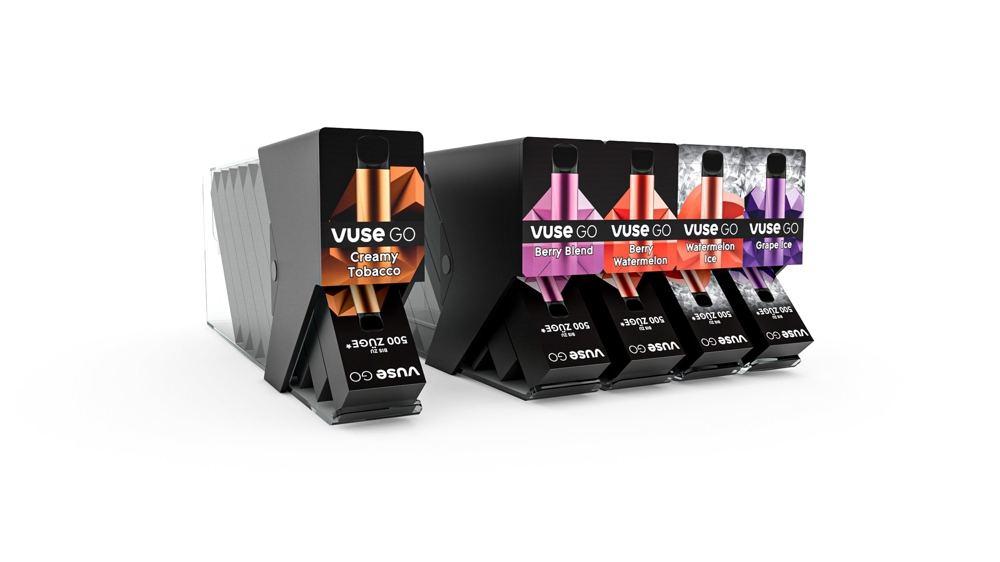 VUSE GO
Creamy
Tobacco
BIS ZU
500 ZÜGE*
VUSE GO
VUSE GO
Berry Blend
BIS ZU
500 ZÜGE*
VUSE GO
VUSE GO
Berry
Watermelon
BIS ZU
500 ZÜGE*
VUSE GO
VUSE GO
Watermelon
Ice
BIS ZU
500 ZÜGE*
VUSE GO
VUSE GO
Grape Ice
BIS ZU
500 ZÜGE*
VUSE GO